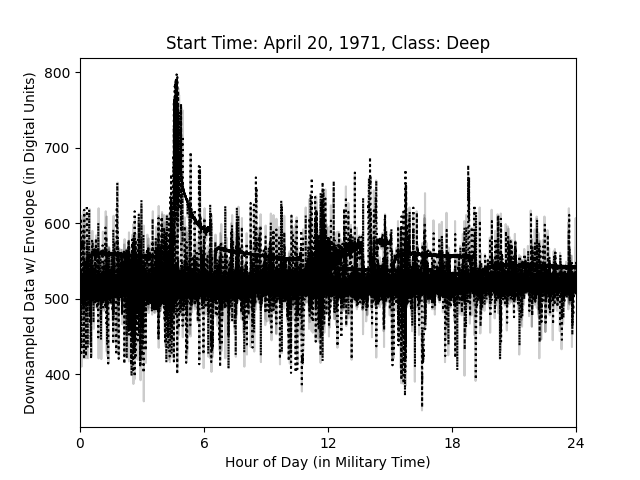 Start Time: April 20, 1971, Class: Deep
Downsampled Data w/ Envelope (in Digital Units)
800
700
600
500
400
0 6 12 18 24
Hour of Day (in Military Time)